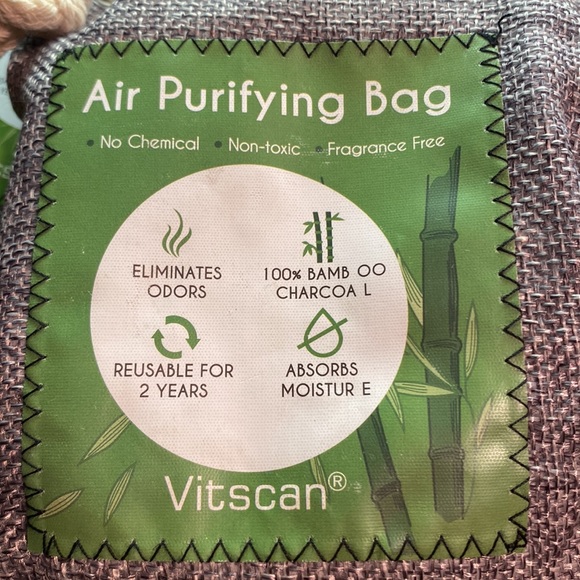 Air Purifying Bag
• No Chemical • Non-toxic • Fragrance Free
ELIMINATES
ODORS
100% BAMB OO
CHARCOA L
REUSABLE FOR
2 YEARS
ABSORBS
MOISTUR E
Vitscan®